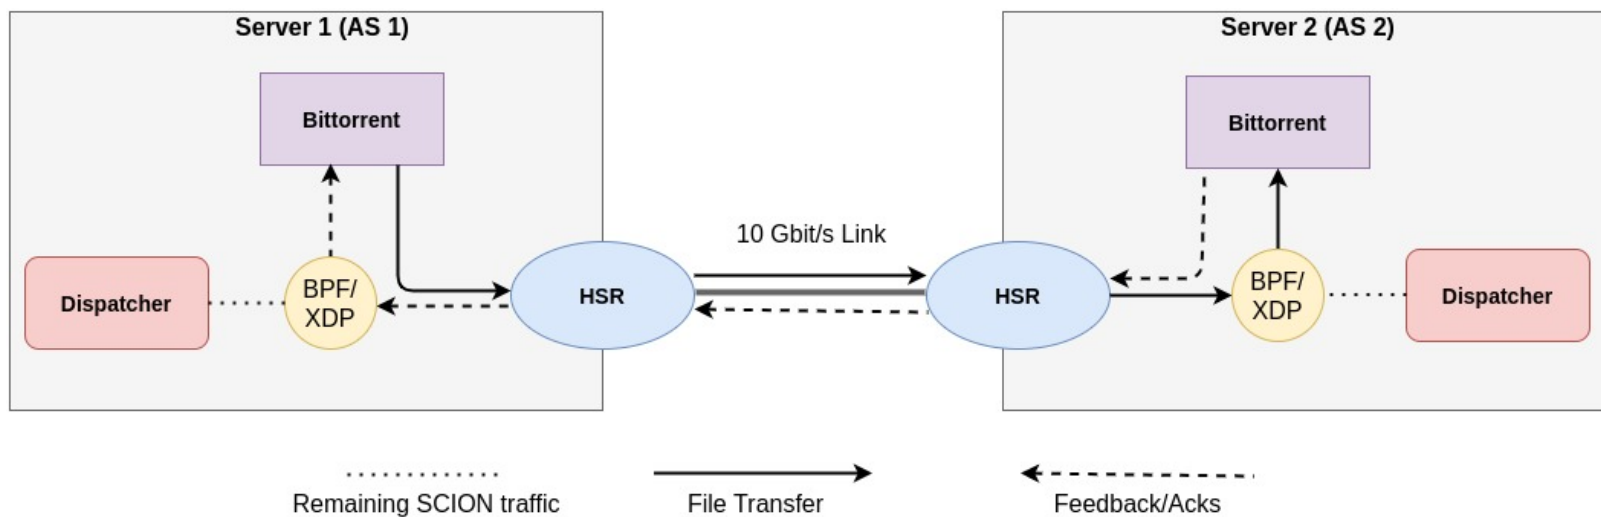 Server 1 (AS 1)
Server 2 (AS 2)
Bittorrent
Bittorrent
10 Gbit/s Link
Dispatcher
BPF/
XDP
HSR
HSR
BPF/
XDP
Dispatcher
Remaining SCION traffic
File Transfer
Feedback/Acks